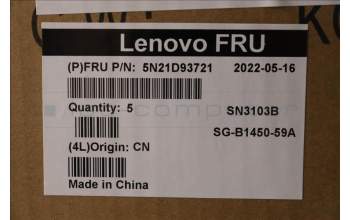 Lenovo FRU
(P)FRU P/N: 5N21D93721 2022-05-16
Quantity: 5 SN3103B
SG-B1450-59A
(4L)Origin: CN
Made in China